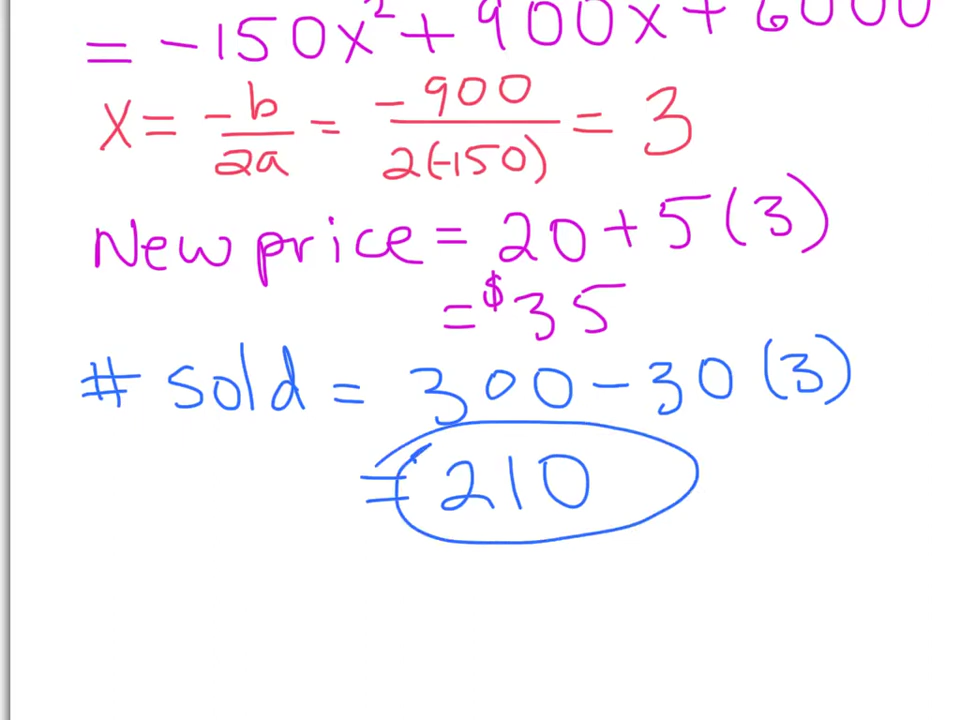 = -150x² + 900x + 6000
x = -b/2a = -900/2(-150) = 3
New price = 20 + 5(3)
= $35
# sold = 300 - 30(3)
= 210